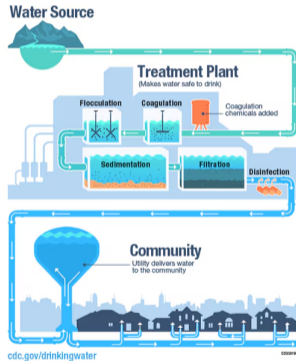 Water Source
Treatment Plant
(Makes water safe to drink)
Flocculation
Coagulation
Coagulation
chemicals added
Sedimentation
Filtration
Disinfection
Community
Utility delivers water
to the community
cdc.gov/drinkingwater